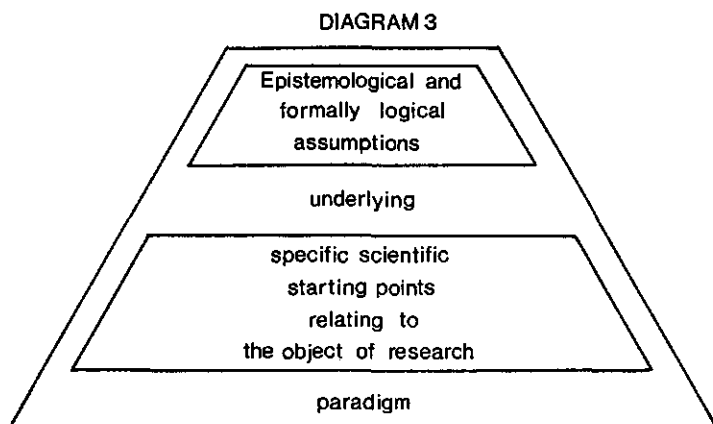 DIAGRAM 3
Epistemological and
formally logical
assumptions
underlying
specific scientific
starting points
relating to
the object of research
paradigm